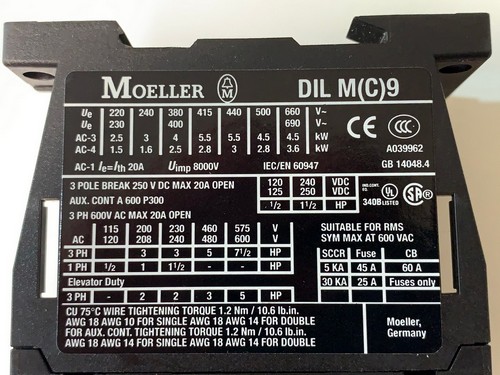 MOELLER M DIL M(C)9
Ue 220 240 380 415 440 500 660 V~
Ue 230 400 690 V~
AC-3 2.5 3 4 5.5 5.5 4.5 4.5 kW
AC-4 1.5 1.6 2.5 2.8 3 2.8 3.6 kW
CE CCC
A039962
AC-1 Ie=Ith 20A Uimp 8000V IEC/EN 60947 GB 14048.4
3 POLE BREAK 250 V DC MAX 20A OPEN
AUX. CONT A 600 P300
3 PH 600V AC MAX 20A OPEN
120 240 VDC
125 250 VDC
1/2 1 1/2 HP
IND.CONT. EQ.
340B UL LISTED SA
115 200 230 460 575 V
AC 120 208 240 480 600 V
3 PH 3 3 5 7 1/2 HP
1 PH 1/2 1 1 1/2 - - HP
Elevator Duty
3 PH - 2 2 3 5 HP
SUITABLE FOR RMS
SYM MAX AT 600 VAC
SCCR Fuse CB
5 KA 45 A 60 A
30 KA 25 A Fuses only
CU 75°C WIRE TIGHTENING TORQUE 1.2 Nm / 10.6 lb.in.
AWG 18 AWG 10 FOR SINGLE AWG 18 AWG 14 FOR DOUBLE
FOR AUX. CONT. TIGHTENING TORQUE 1.2 Nm / 10.6 lb.in.
AWG 18 AWG 14 FOR SINGLE AWG 18 AWG 14 FOR DOUBLE
Moeller,
Germany